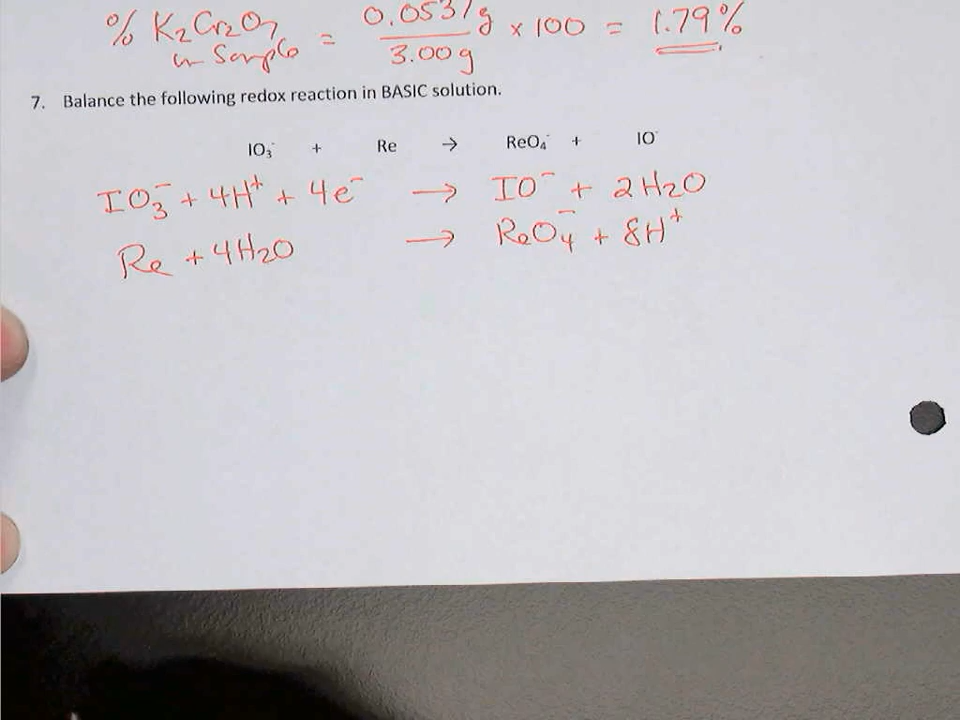 % K₂Cr₂O₇ in Sample = 0.0537g / 3.00g × 100 = 1.79%
7. Balance the following redox reaction in BASIC solution.
IO₃⁻ + Re → ReO₄⁻ + IO⁻
IO₃⁻ + 4H⁺ + 4e⁻ → IO⁻ + 2H₂O
Re + 4H₂O → ReO₄⁻ + 8H⁺